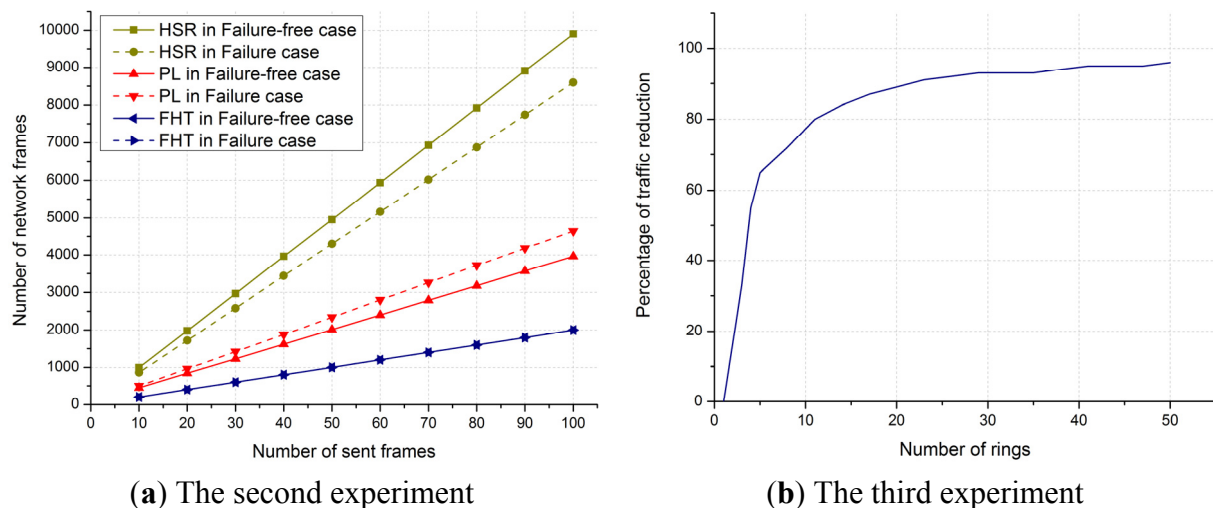 HSR in Failure-free case
HSR in Failure case
PL in Failure-free case
PL in Failure case
FHT in Failure-free case
FHT in Failure case
Number of network frames
10000
9000
8000
7000
6000
5000
4000
3000
2000
1000
0
0 10 20 30 40 50 60 70 80 90 100
Number of sent frames
(a) The second experiment
Percentage of traffic reduction
100
80
60
40
20
0
0 10 20 30 40 50
Number of rings
(b) The third experiment